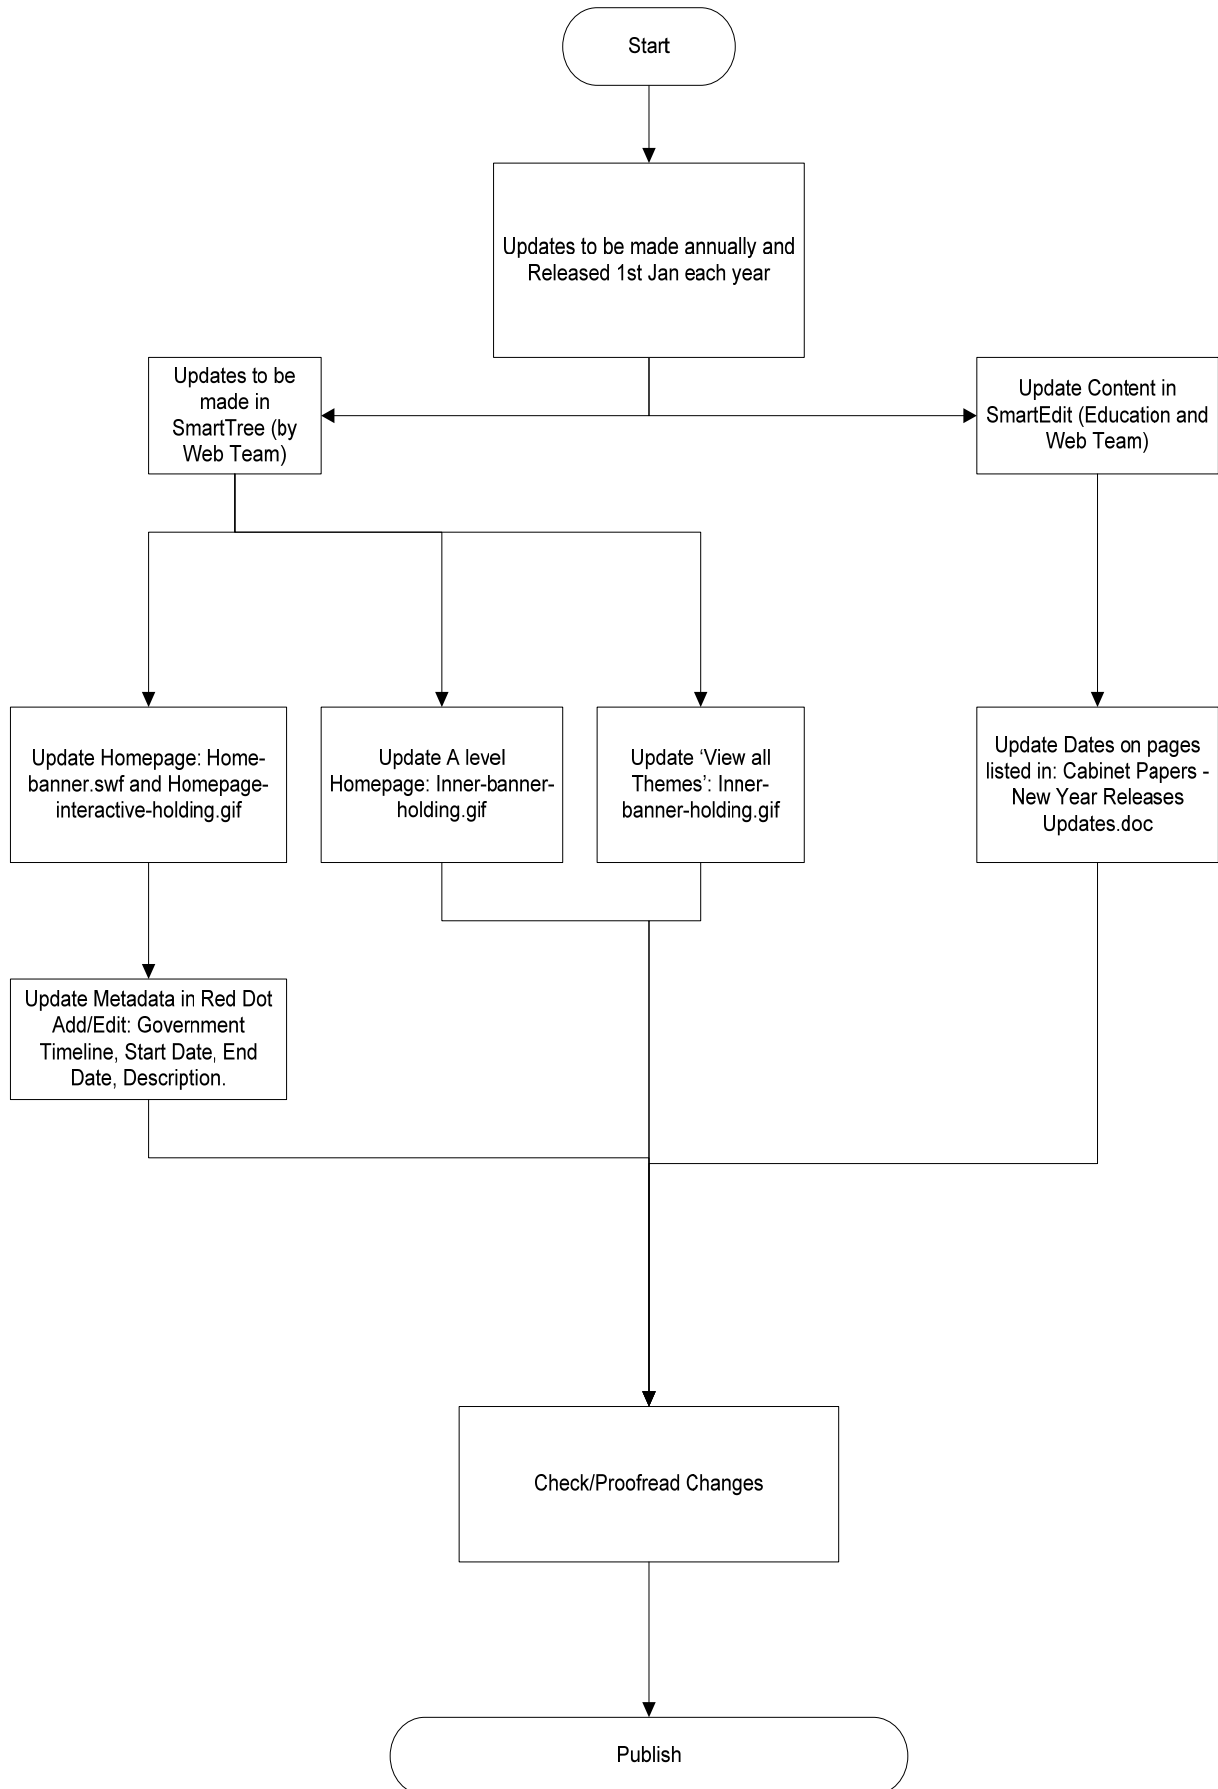 Start
Updates to be made annually and
Released 1st Jan each year
Updates to be
made in
SmartTree (by
Web Team)
Update Content in
SmartEdit (Education and
Web Team)
Update Homepage: Home-
banner.swf and Homepage-
interactive-holding.gif
Update A level
Homepage: Inner-banner-
holding.gif
Update ‘View all
Themes’: Inner-
banner-holding.gif
Update Dates on pages
listed in: Cabinet Papers -
New Year Releases
Updates.doc
Update Metadata in Red Dot
Add/Edit: Government
Timeline, Start Date, End
Date, Description.
Check/Proofread Changes
Publish